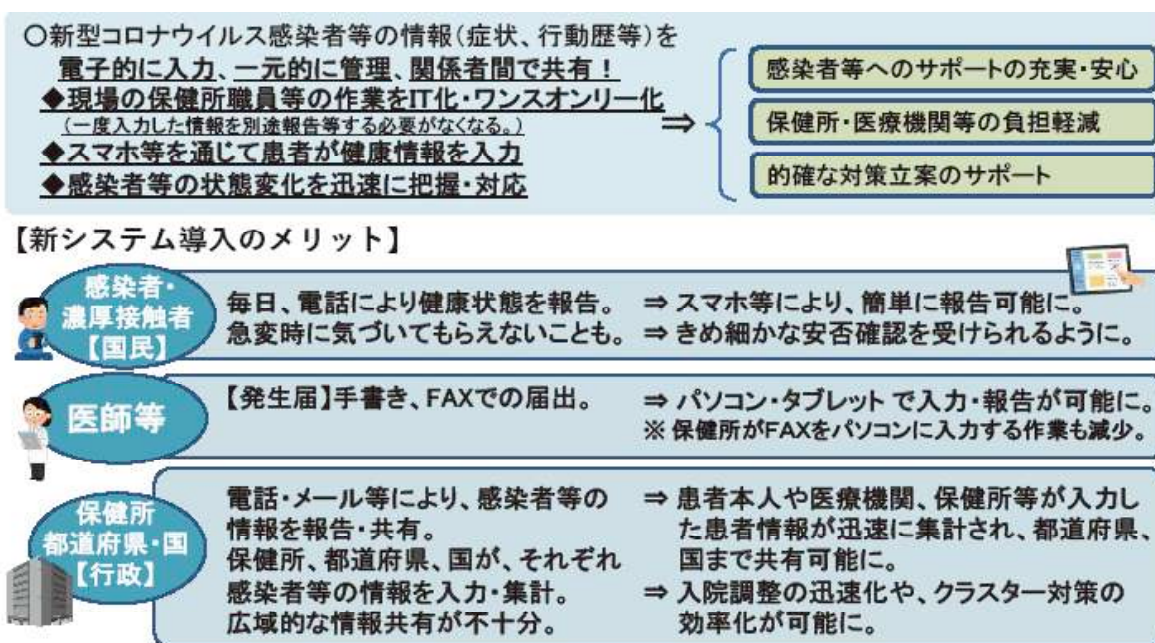 ○新型コロナウイルス感染者等の情報(症状、行動歴等)を
電子的に入力、一元的に管理、関係者間で共有！
◆現場の保健所職員等の作業をIT化・ワンスオンリー化
(一度入力した情報を別途報告等する必要がなくなる。)
◆スマホ等を通じて患者が健康情報を入力
◆感染者等の状態変化を迅速に把握・対応
⇒
感染者等へのサポートの充実・安心
保健所・医療機関等の負担軽減
的確な対策立案のサポート
【新システム導入のメリット】
感染者・
濃厚接触者
【国民】
毎日、電話により健康状態を報告。
急変時に気づいてもらえないことも。
⇒ スマホ等により、簡単に報告可能に。
⇒ きめ細かな安否確認を受けられるように。
医師等
【発生届】手書き、FAXでの届出。
⇒ パソコン・タブレット で入力・報告が可能に。
※ 保健所がFAXをパソコンに入力する作業も減少。
保健所
都道府県・国
【行政】
電話・メール等により、感染者等の
情報を報告・共有。
保健所、都道府県、国が、それぞれ
感染者等の情報を入力・集計。
広域的な情報共有が不十分。
⇒ 患者本人や医療機関、保健所等が入力し
た患者情報が迅速に集計され、都道府県、
国まで共有可能に。
⇒ 入院調整の迅速化や、クラスター対策の
効率化が可能に。